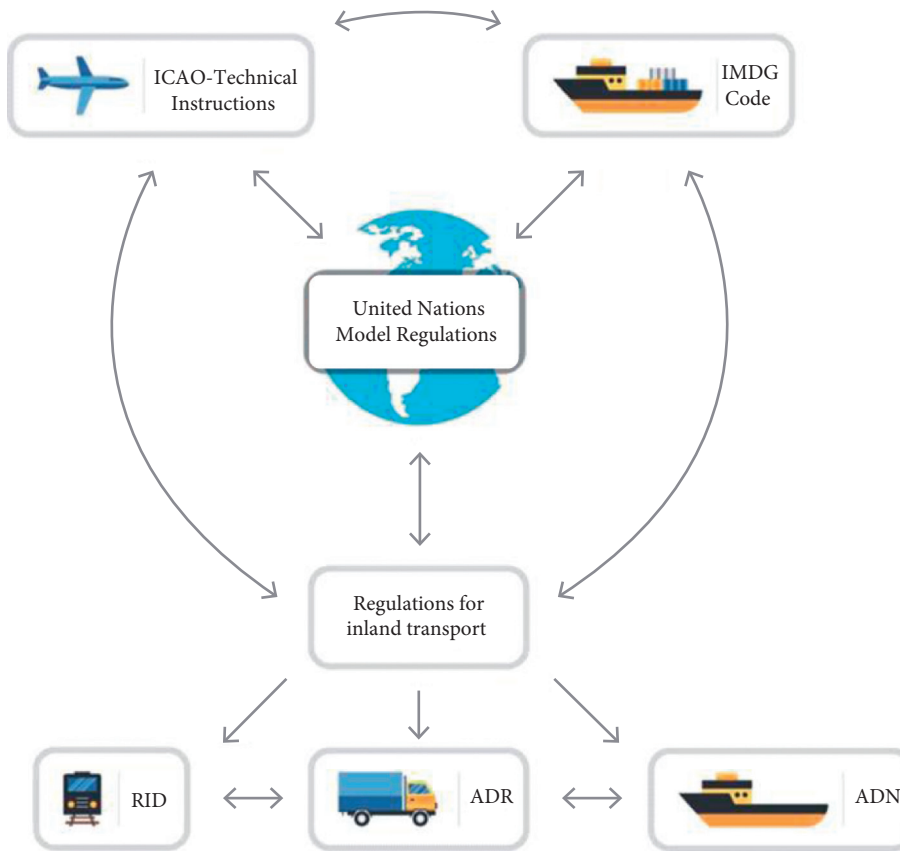 ICAO-Technical
Instructions
IMDG
Code
United Nations
Model Regulations
Regulations for
inland transport
RID
ADR
ADN